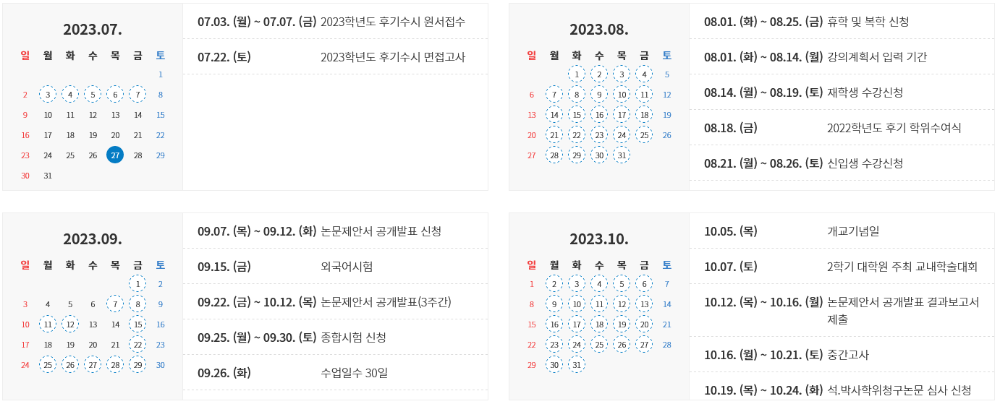 2023.07.
일 월 화 수 목 금 토
1
2 3 4 5 6 7 8
9 10 11 12 13 14 15
16 17 18 19 20 21 22
23 24 25 26 27 28 29
30 31
07.03. (월) ~ 07.07. (금) 2023학년도 후기수시 원서접수
07.22. (토) 2023학년도 후기수시 면접고사
2023.08.
일 월 화 수 목 금 토
1 2 3 4 5
6 7 8 9 10 11 12
13 14 15 16 17 18 19
20 21 22 23 24 25 26
27 28 29 30 31
08.01. (화) ~ 08.25. (금) 휴학 및 복학 신청
08.01. (화) ~ 08.14. (월) 강의계획서 입력 기간
08.14. (월) ~ 08.19. (토) 재학생 수강신청
08.18. (금) 2022학년도 후기 학위수여식
08.21. (월) ~ 08.26. (토) 신입생 수강신청
2023.09.
일 월 화 수 목 금 토
1 2
3 4 5 6 7 8 9
10 11 12 13 14 15 16
17 18 19 20 21 22 23
24 25 26 27 28 29 30
09.07. (목) ~ 09.12. (화) 논문제안서 공개발표 신청
09.15. (금) 외국어시험
09.22. (금) ~ 10.12. (목) 논문제안서 공개발표(3주간)
09.25. (월) ~ 09.30. (토) 종합시험 신청
09.26. (화) 수업일수 30일
2023.10.
일 월 화 수 목 금 토
1 2 3 4 5 6 7
8 9 10 11 12 13 14
15 16 17 18 19 20 21
22 23 24 25 26 27 28
29 30 31
10.05. (목) 개교기념일
10.07. (토) 2학기 대학원 주최 교내학술대회
10.12. (목) ~ 10.16. (월) 논문제안서 공개발표 결과보고서
제출
10.16. (월) ~ 10.21. (토) 중간고사
10.19. (목) ~ 10.24. (화) 석.박사학위청구논문 심사 신청